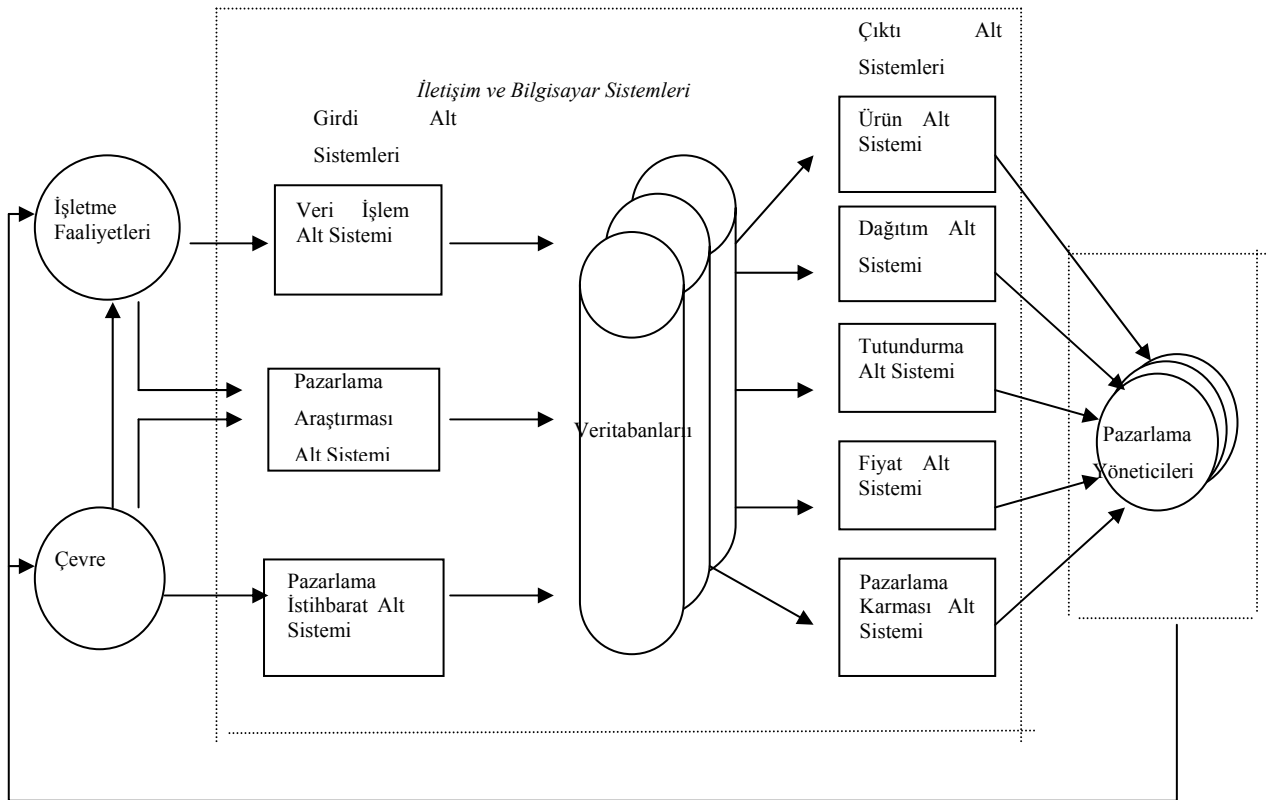 Çıktı Alt
Sistemleri
İletişim ve Bilgisayar Sistemleri
Girdi Alt
Sistemleri
İşletme
Faaliyetleri
Veri İşlem
Alt Sistemi
Pazarlama
Araştırması
Alt Sistemi
Çevre
Pazarlama
İstihbarat Alt
Sistemi
Veritabanlarıı
Ürün Alt
Sistemi
Dağıtım Alt
Sistemi
Tutundurma
Alt Sistemi
Fiyat Alt
Sistemi
Pazarlama
Karması Alt
Sistemi
Pazarlama
Yöneticileri